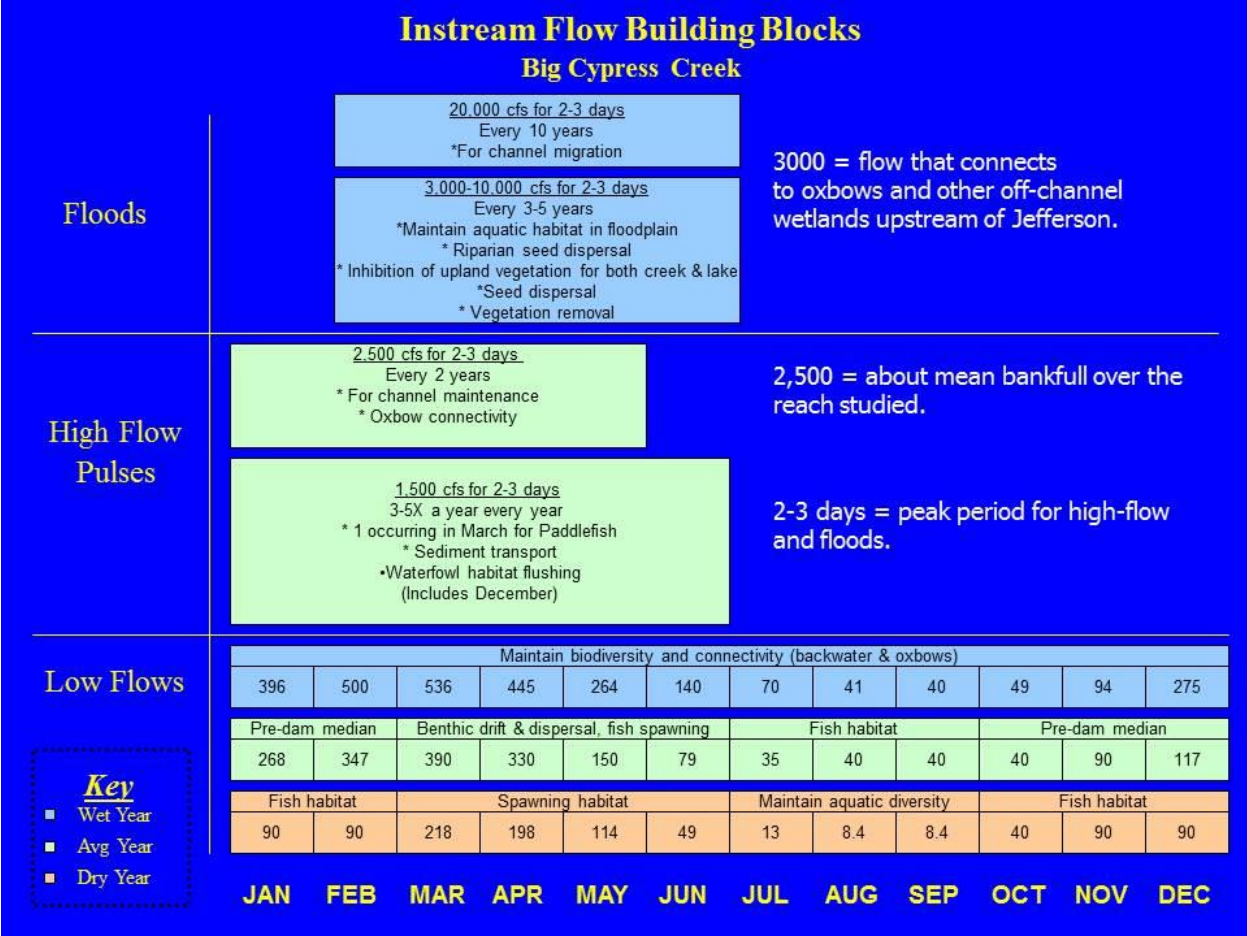 Instream Flow Building Blocks
Big Cypress Creek
Floods
20,000 cfs for 2-3 days
Every 10 years
*For channel migration
3,000-10,000 cfs for 2-3 days
Every 3-5 years
*Maintain aquatic habitat in floodplain
* Riparian seed dispersal
* Inhibition of upland vegetation for both creek & lake
*Seed dispersal
* Vegetation removal
3000 = flow that connects
to oxbows and other off-channel
wetlands upstream of Jefferson.
High Flow
Pulses
2,500 cfs for 2-3 days
Every 2 years
* For channel maintenance
* Oxbow connectivity
2,500 = about mean bankfull over the
reach studied.
1,500 cfs for 2-3 days
3-5X a year every year
* 1 occurring in March for Paddlefish
* Sediment transport
•Waterfowl habitat flushing
(Includes December)
2-3 days = peak period for high-flow
and floods.
Low Flows
Maintain biodiversity and connectivity (backwater & oxbows)
396 500 536 445 264 140 70 41 40 49 94 275
Pre-dam median Benthic drift & dispersal, fish spawning Fish habitat Pre-dam median
268 347 390 330 150 79 35 40 40 40 90 117
Fish habitat Spawning habitat Maintain aquatic diversity Fish habitat
90 90 218 198 114 49 13 8.4 8.4 40 90 90
Key
Wet Year
Avg Year
Dry Year
JAN FEB MAR APR MAY JUN JUL AUG SEP OCT NOV DEC